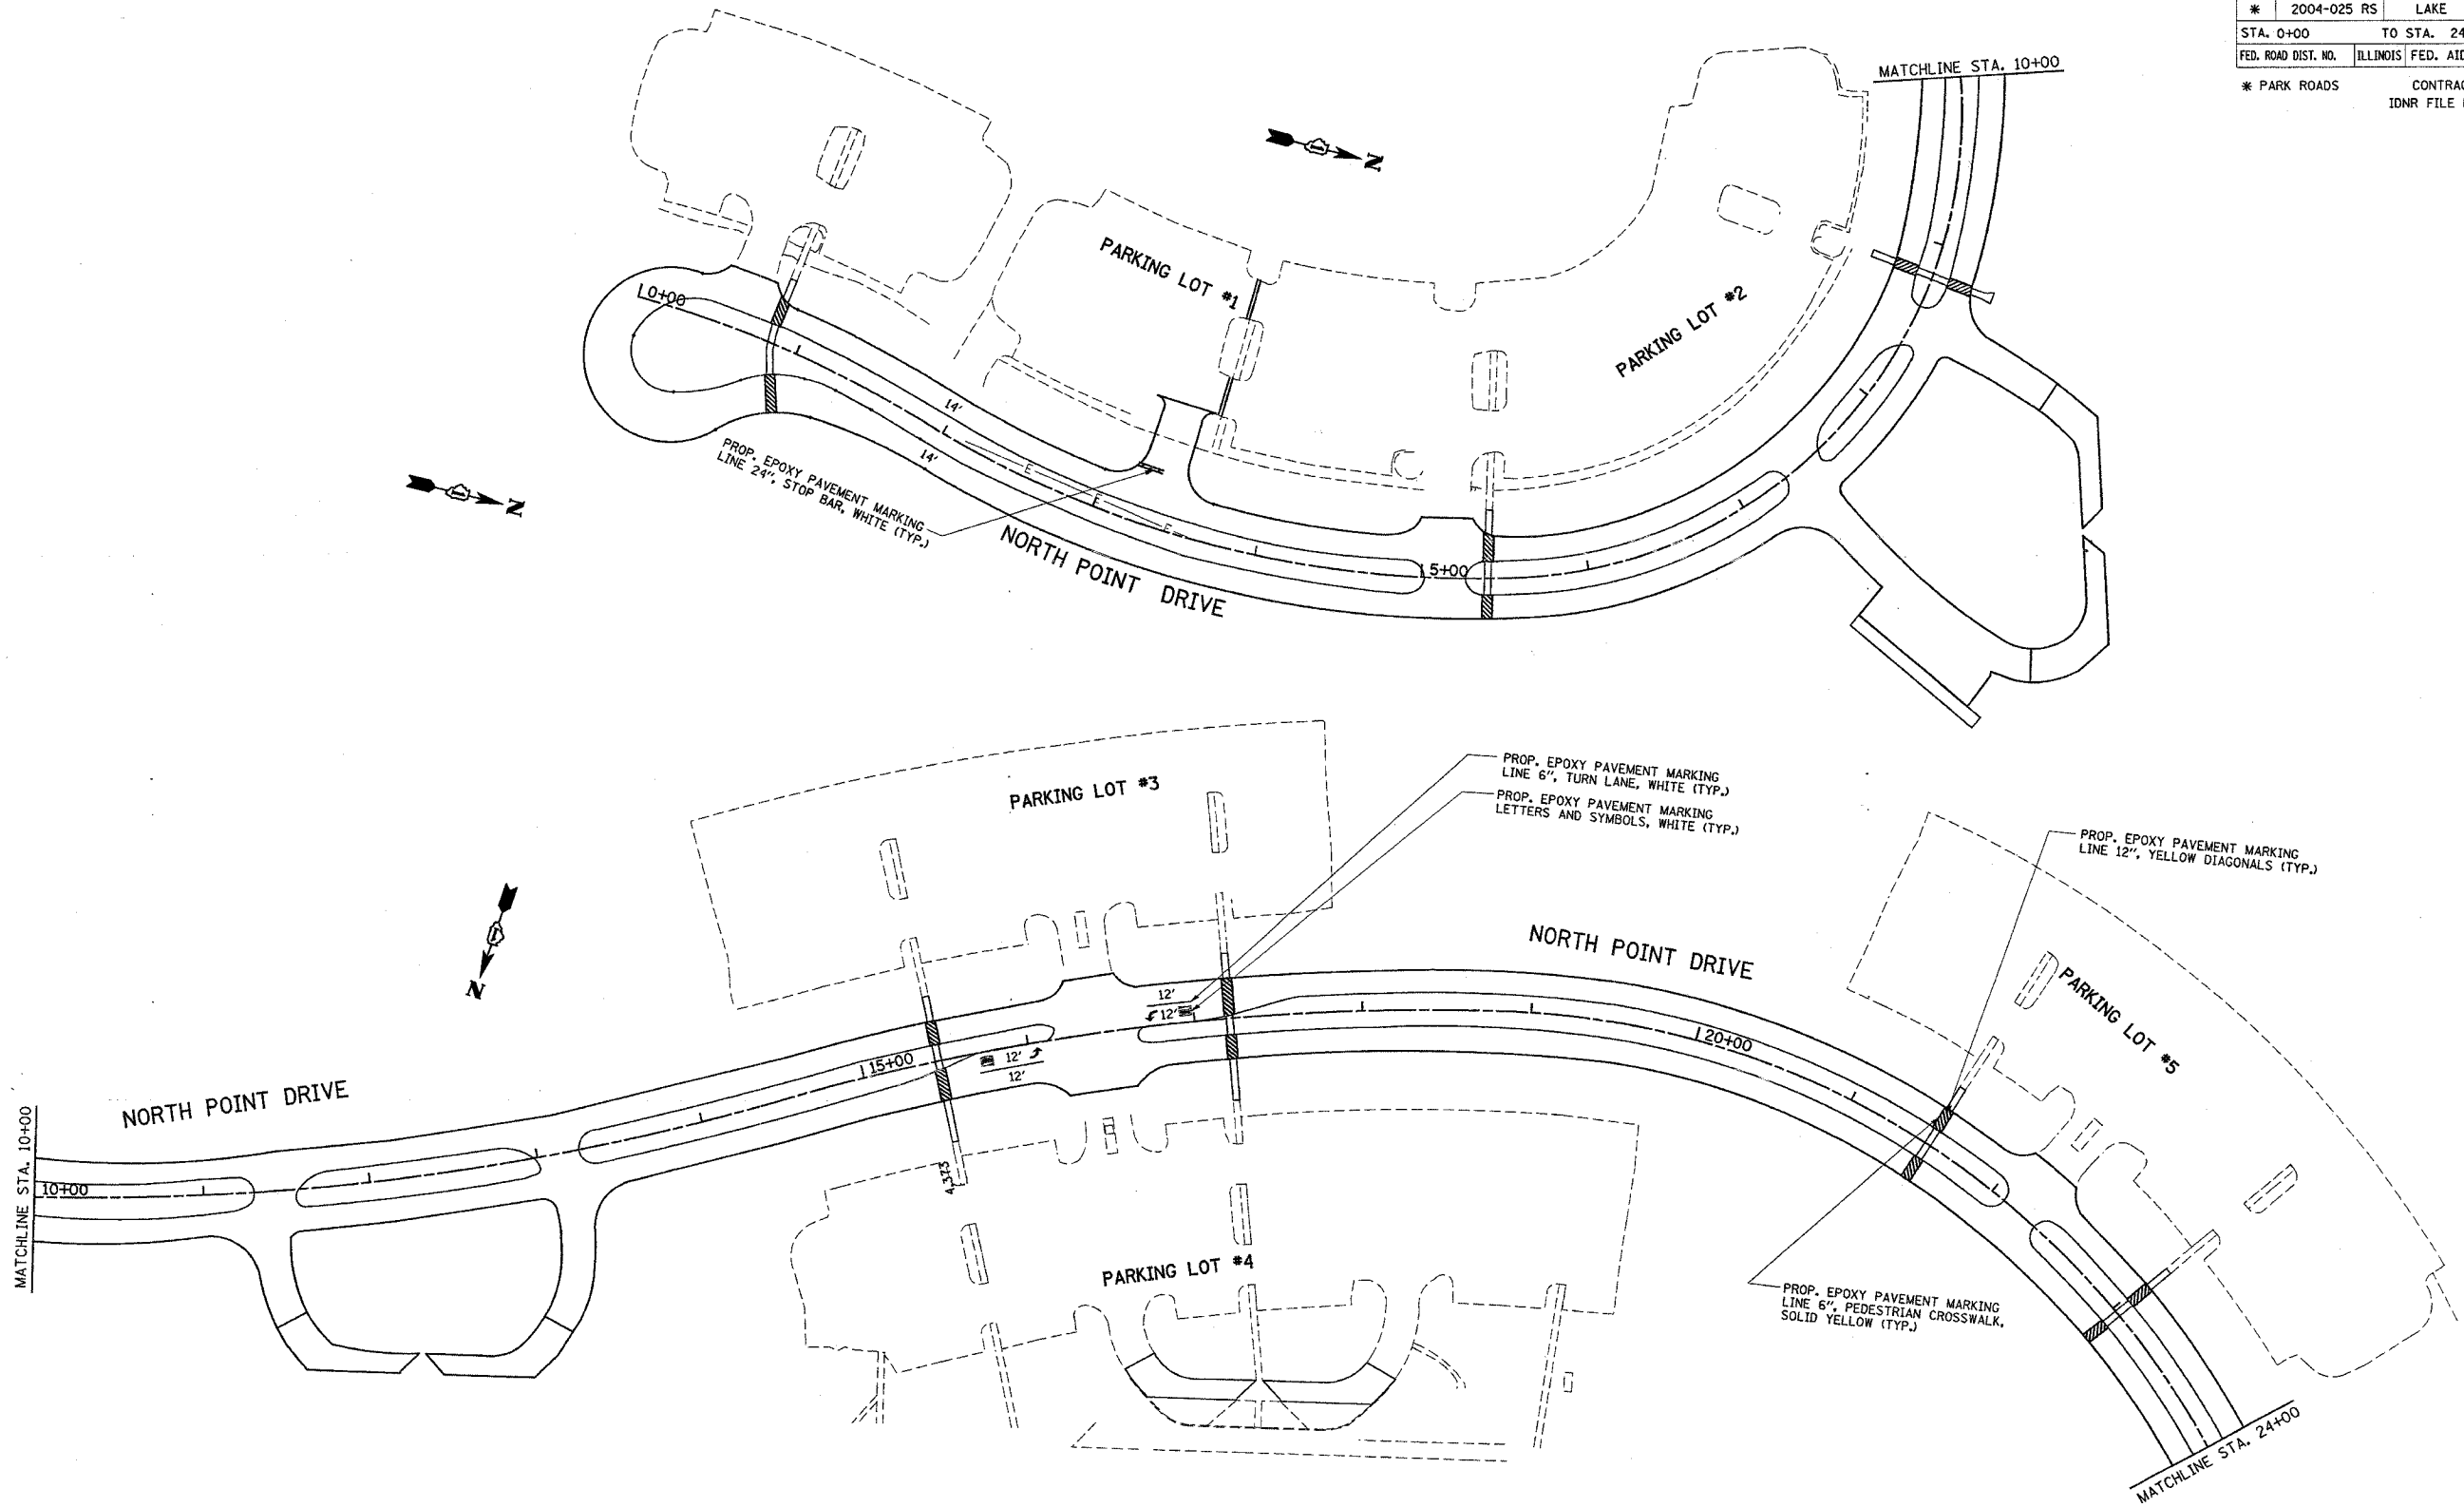 * 2004-025 RS LAKE
STA. 0+00 TO STA. 24
FED. ROAD DIST. NO. ILLINOIS FED. AID
* PARK ROADS CONTRAC
IDNR FILE
MATCHLINE STA. 10+00
N
PARKING LOT #1
PARKING LOT #2
0+00
14'
14'
N
PROP. EPOXY PAVEMENT MARKING
LINE 24", STOP BAR, WHITE (TYP.)
E
E
E
NORTH POINT DRIVE
5+00
PARKING LOT #3
PROP. EPOXY PAVEMENT MARKING
LINE 6", TURN LANE, WHITE (TYP.)
PROP. EPOXY PAVEMENT MARKING
LETTERS AND SYMBOLS, WHITE (TYP.)
PROP. EPOXY PAVEMENT MARKING
LINE 12", YELLOW DIAGONALS (TYP.)
N
NORTH POINT DRIVE
PARKING LOT #5
12'
12'
12'
12'
15+00
20+00
NORTH POINT DRIVE
MATCHLINE STA. 10+00
10+00
4,373
PARKING LOT #4
PROP. EPOXY PAVEMENT MARKING
LINE 6", PEDESTRIAN CROSSWALK,
SOLID YELLOW (TYP.)
MATCHLINE STA. 24+00